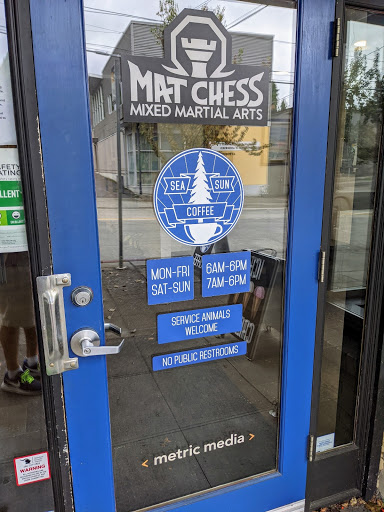 MAT CHESS
MIXED MARTIAL ARTS
SEA SUN
COFFEE
MON-FRI 6AM-6PM
SAT-SUN 7AM-6PM
SERVICE ANIMALS
WELCOME
NO PUBLIC RESTROOMS
< metric media >
WARNING